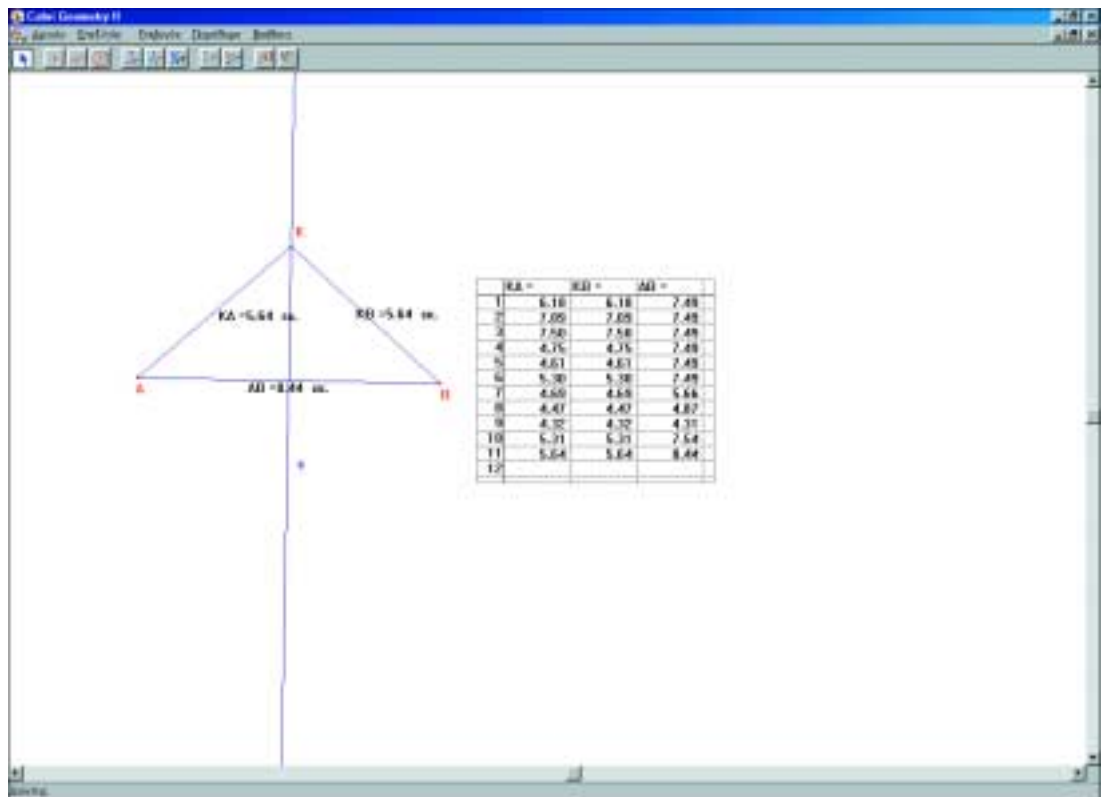 Cabri Geometry II
K
KA =5.64 εκ.
KB =5.64 εκ.
A
AB =8.44 εκ.
B
KA = KB = AB =
1 6.18 6.18 7.49
2 7.09 7.09 7.49
3 7.50 7.50 7.49
4 4.75 4.75 7.49
5 4.61 4.61 7.49
6 5.30 5.30 7.49
7 4.69 4.69 5.66
8 4.47 4.47 4.87
9 4.32 4.32 4.31
10 5.31 5.31 7.54
11 5.64 5.64 8.44
12